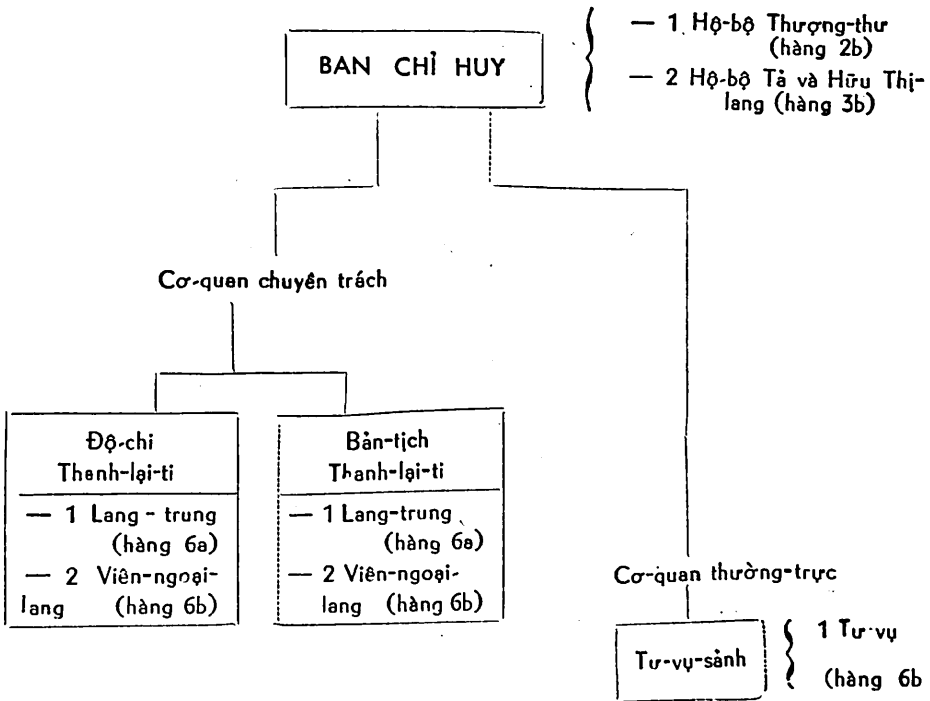 BAN CHỈ HUY
— 1 Hộ-bộ Thượng-thư
(hàng 2b)
— 2 Hộ-bộ Tả và Hữu Thị-
lang (hàng 3b)
Cơ-quan chuyên trách
Độ-chi
Thanh-lại-ti
— 1 Lang - trung
(hàng 6a)
— 2 Viên-ngoại-
lang (hàng 6b)
Bản-tịch
Thanh-lại-ti
— 1 Lang-trung
(hàng 6a)
— 2 Viên-ngoại-
lang (hàng 6b)
Cơ-quan thường-trực
Tư-vụ-sảnh
1 Tư-vụ
(hàng 6b